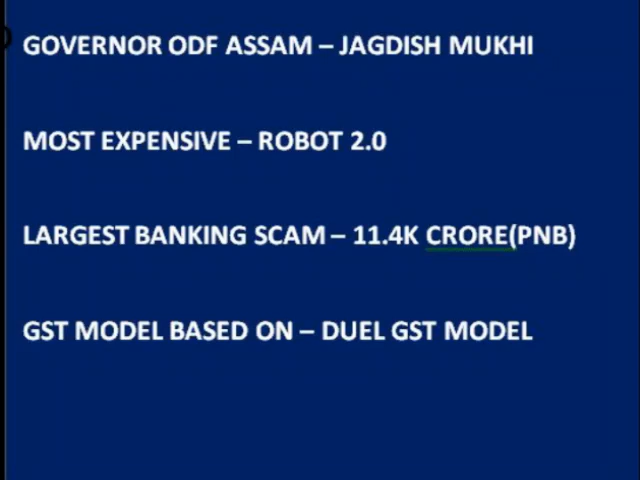 GOVERNOR ODF ASSAM – JAGDISH MUKHI
MOST EXPENSIVE – ROBOT 2.0
LARGEST BANKING SCAM – 11.4K CRORE(PNB)
GST MODEL BASED ON – DUEL GST MODEL